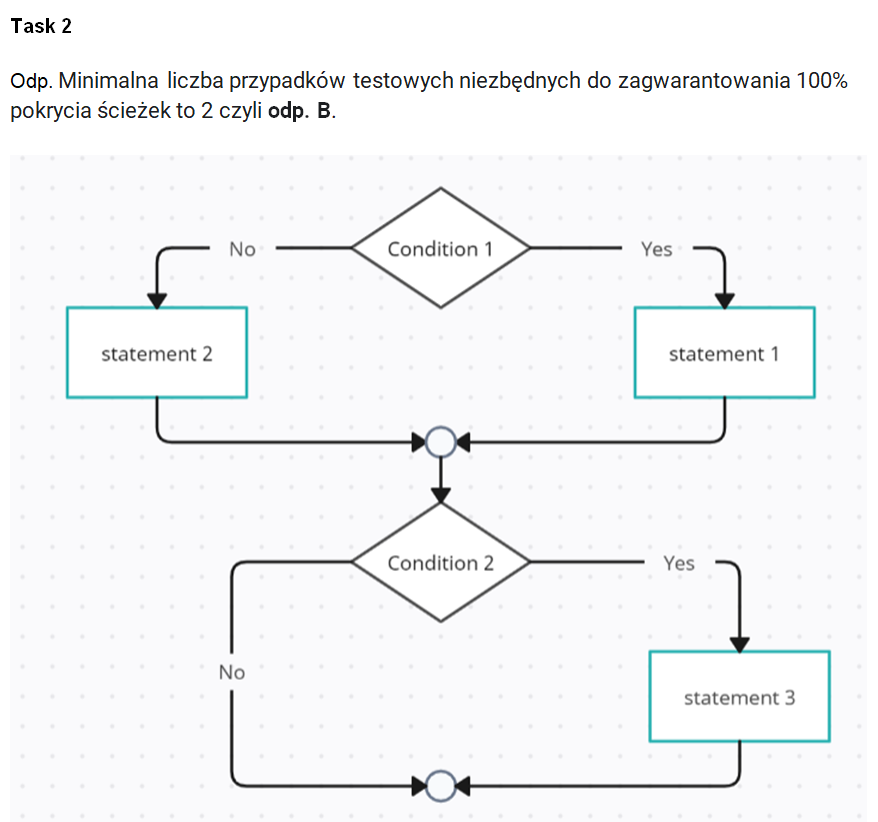 Task 2
Odp. Minimalna liczba przypadków testowych niezbędnych do zagwarantowania 100%
pokrycia ścieżek to 2 czyli odp. B.
No
Condition 1
Yes
statement 2
statement 1
Condition 2
Yes
No
statement 3